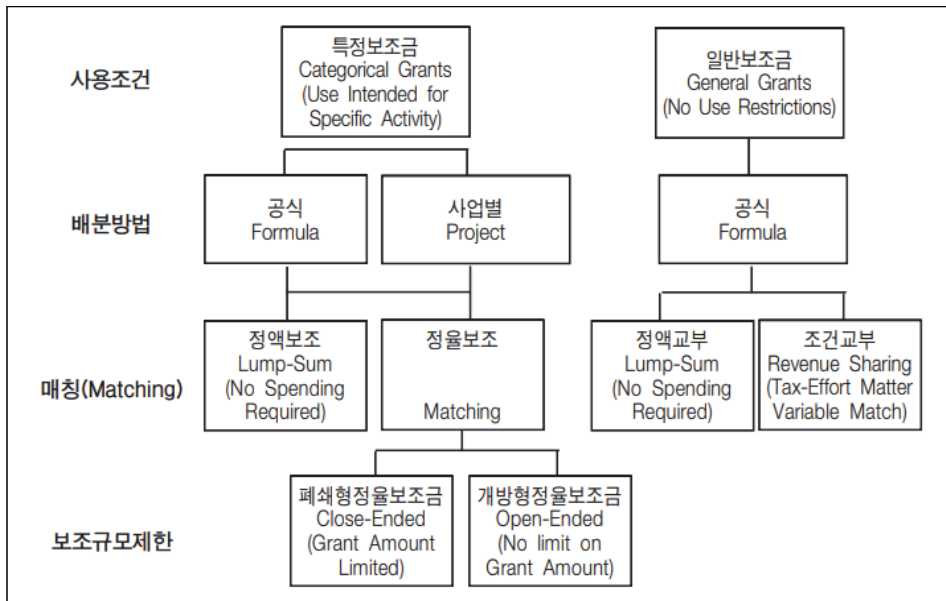 사용조건
특정보조금
Categorical Grants
(Use Intended for
Specific Activity)
일반보조금
General Grants
(No Use Restrictions)
배분방법
공식
Formula
사업별
Project
공식
Formula
매칭(Matching)
정액보조
Lump-Sum
(No Spending
Required)
정율보조
Matching
정액교부
Lump-Sum
(No Spending
Required)
조건교부
Revenue Sharing
(Tax-Effort Matter
Variable Match)
보조규모제한
폐쇄형정율보조금
Close-Ended
(Grant Amount
Limited)
개방형정율보조금
Open-Ended
(No limit on
Grant Amount)